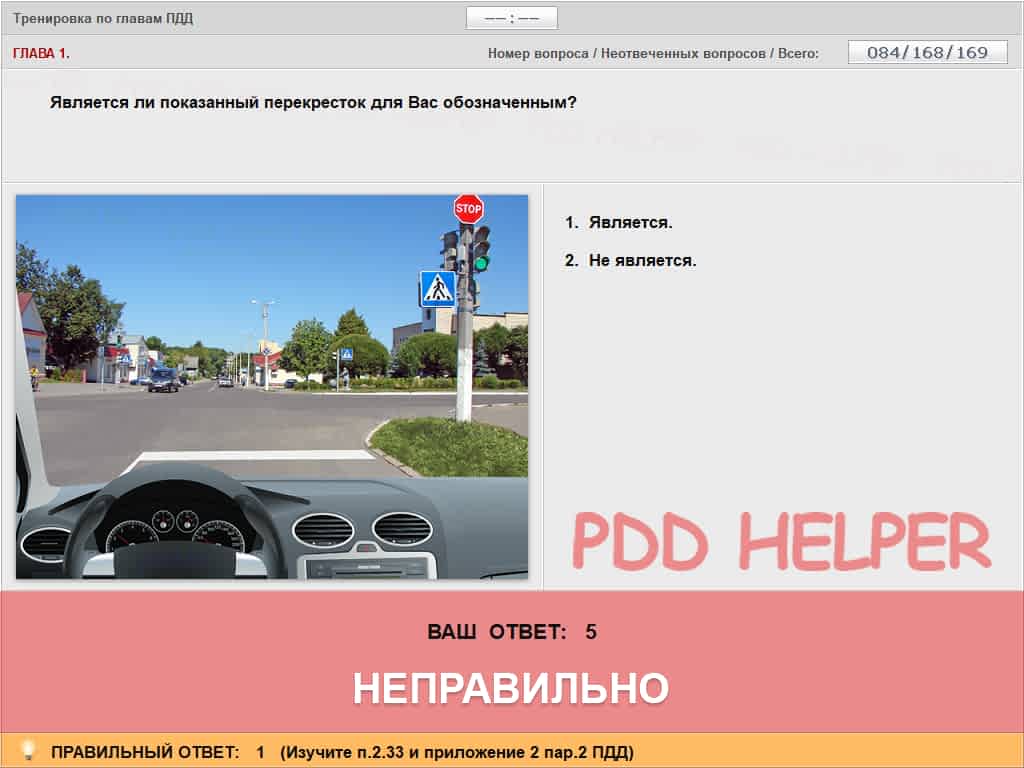 Тренировка по главам ПДД
–– : ––
ГЛАВА 1.
Номер вопроса / Неотвеченных вопросов / Всего:
084/168/169
Является ли показанный перекресток для Вас обозначенным?
STOP
1. Является.
2. Не является.
PDD HELPER
ВАШ ОТВЕТ: 5
НЕПРАВИЛЬНО
ПРАВИЛЬНЫЙ ОТВЕТ: 1 (Изучите п.2.33 и приложение 2 пар.2 ПДД)